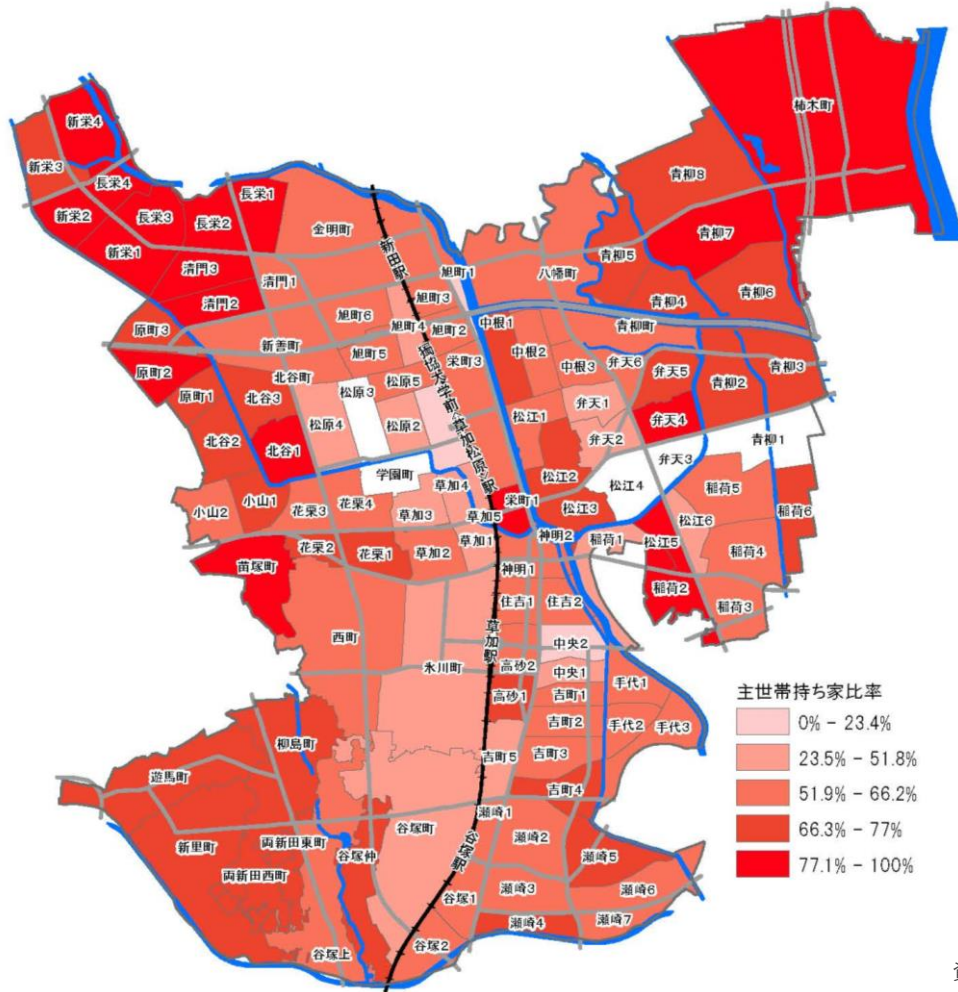 柿木町
新栄4
新栄3
長栄4
長栄1
新栄2
長栄3
長栄2
新栄1
清門3
清門2
清門1
金明町
新田駅
旭町1
八幡町
青柳8
青柳7
青柳5
青柳6
青柳4
旭町3
旭町6
旭町4
旭町2
中根1
青柳町
原町3
新善町
旭町5
栄町3
中根2
中根3
弁天6
弁天5
青柳2
青柳3
原町2
原町1
北谷町
北谷3
松原3
松原5
松原4
松原2
獨協大学前<草加松原>駅
弁天1
弁天4
松江1
弁天2
弁天3
青柳1
北谷2
北谷1
学園町
草加4
松江2
松江4
栄町1
松江3
稲荷5
稲荷6
小山2
小山1
花栗3
花栗4
草加3
草加5
松江6
松江5
稲荷4
神明2
稲荷1
花栗2
花栗1
草加2
草加1
神明1
苗塚町
稲荷2
稲荷3
住吉1
住吉2
西町
氷川町
草加駅
中央2
高砂2
中央1
高砂1
吉町1
手代1
手代2
手代3
吉町2
吉町3
吉町5
吉町4
柳島町
遊馬町
新里町
両新田東町
両新田西町
谷塚仲
谷塚町
谷塚駅
瀬崎1
瀬崎2
瀬崎5
瀬崎3
瀬崎6
瀬崎4
瀬崎7
谷塚1
谷塚2
谷塚上
主世帯持ち家比率
0% - 23.4%
23.5% - 51.8%
51.9% - 66.2%
66.3% - 77%
77.1% - 100%